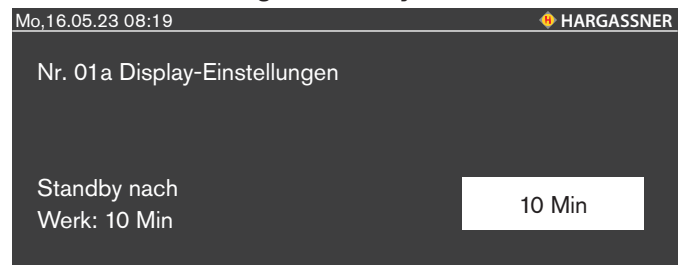 Mo,16.05.23 08:19 HARGASSNER
Nr. 01a Display-Einstellungen
Standby nach
Werk: 10 Min
10 Min